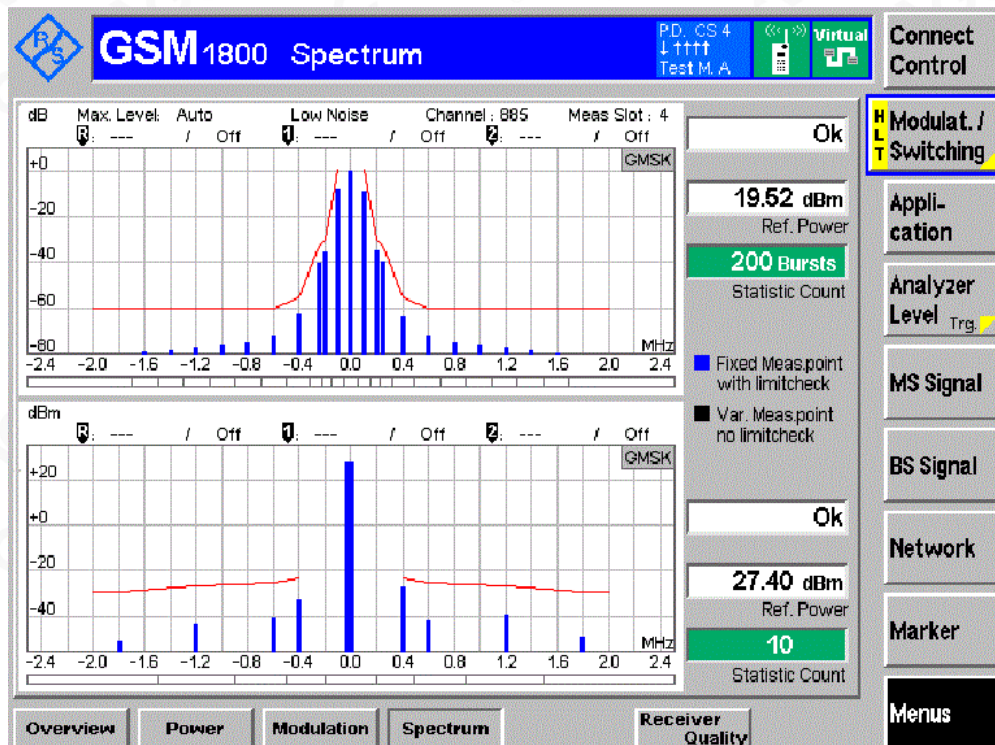 R S
GSM 1800 Spectrum
P.D. CS 4
↓ ↑↑↑↑
Test M. A.
Virtual
Connect Control
dB Max. Level: Auto Low Noise Channel : 885 Meas Slot : 4
R: --- / Off 1: --- / Off 2: --- / Off
GMSK
+0
-20
-40
-60
-80
MHz
-2.4 -2.0 -1.6 -1.2 -0.8 -0.4 0.0 0.4 0.8 1.2 1.6 2.0 2.4
Ok
19.52 dBm
Ref. Power
200 Bursts
Statistic Count
Fixed Meas.point
with limitcheck
Var. Meas.point
no limitcheck
dBm
R: --- / Off 1: --- / Off 2: --- / Off
GMSK
+20
+0
-20
-40
MHz
-2.4 -2.0 -1.6 -1.2 -0.8 -0.4 0.0 0.4 0.8 1.2 1.6 2.0 2.4
Ok
27.40 dBm
Ref. Power
10
Statistic Count
HLT
Modulat. /
Switching
Appli-
cation
Analyzer
Level Trg.
MS Signal
BS Signal
Network
Marker
Menus
Overview Power Modulation Spectrum Receiver
Quality